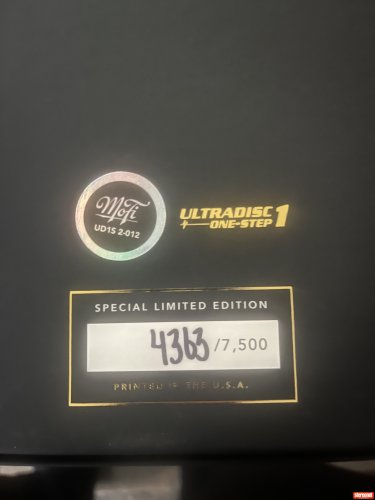 MoFi
UD1S 2-012
ULTRADISC 1
ONE-STEP
SPECIAL LIMITED EDITION
4363 /7,500
PRINTED IN THE U.S.A.